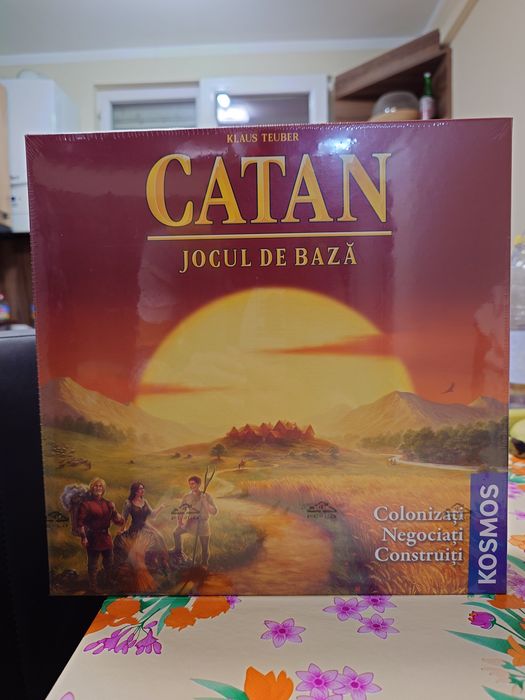 KLAUS TEUBER
CATAN
JOCUL DE BAZĂ
Colonizați
Negociați
Construiți
KOSMOS